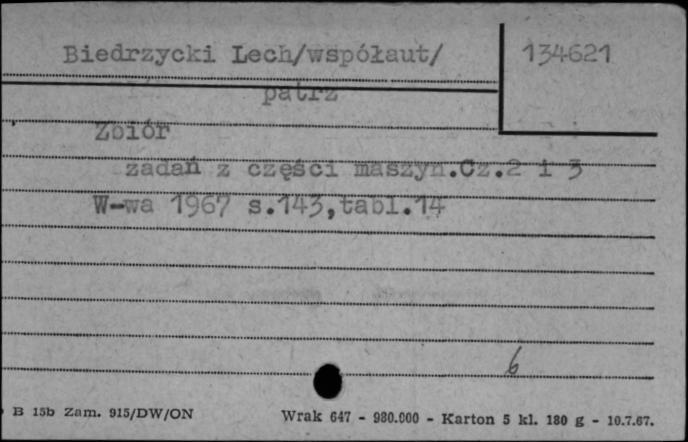 Biedrzycki Lech/współaut/ 134621
patrz
Zbiór
zadań z części maszyn.Cz.2 i 3
W-wa 1967 s.143,tabl.14
6
B 15b Zam. 915/DW/ON Wrak 647 - 980.000 - Karton 5 kl. 180 g - 10.7.67.